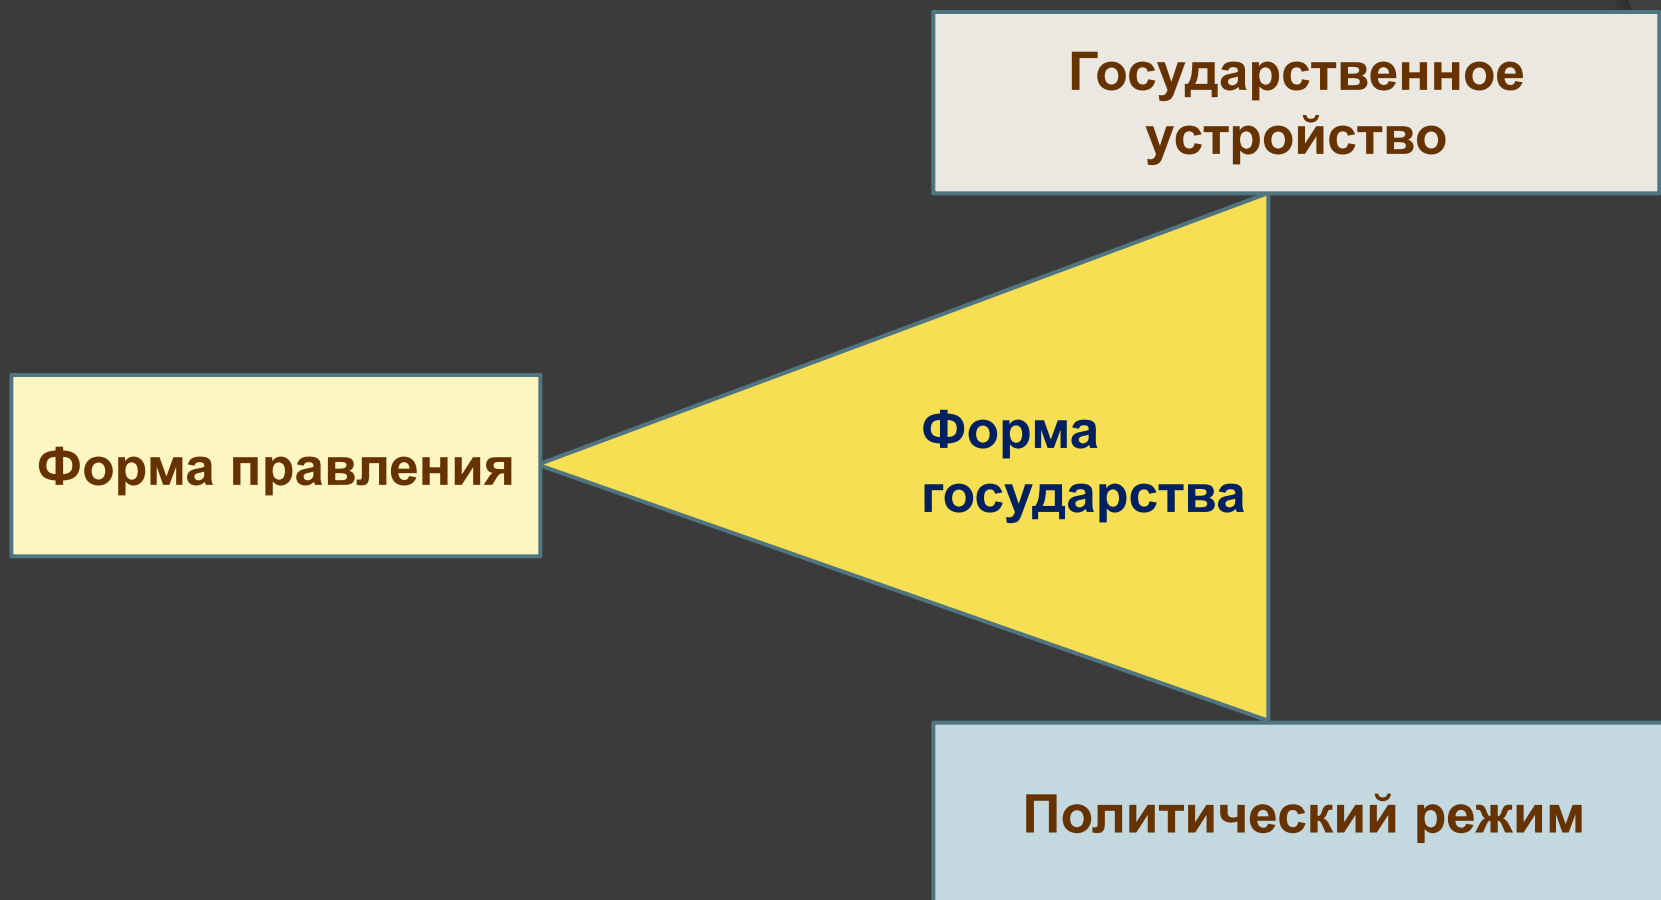 Государственное
устройство
Форма правления
Форма
государства
Политический режим